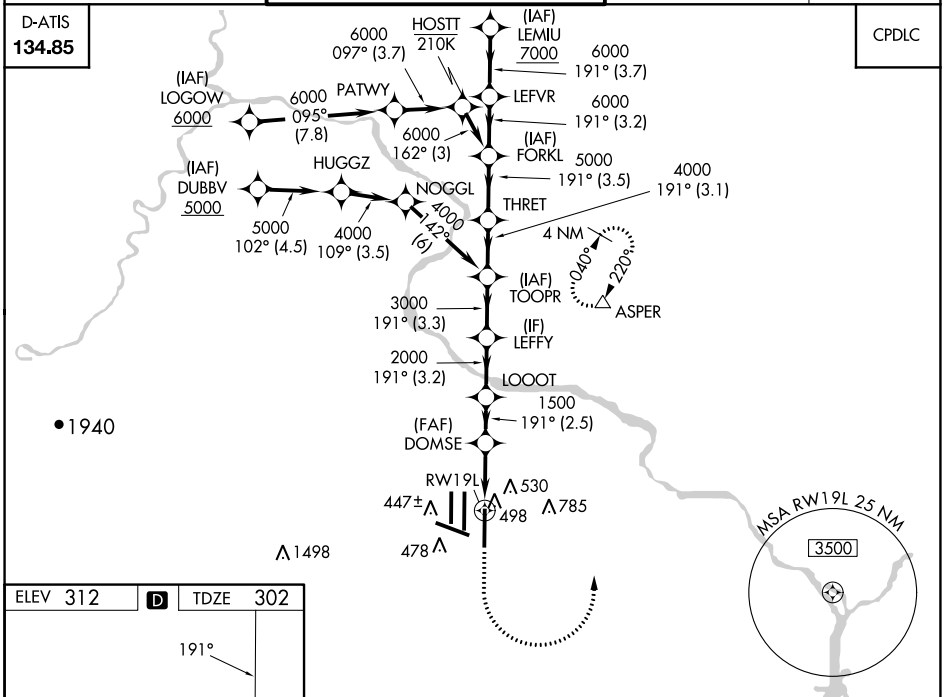 D-ATIS
134.85
CPDLC
(IAF)
LEMIU
7000
HOSTT
210K
6000
097° (3.7)
6000
191° (3.7)
(IAF)
LOGOW
6000
6000
095°
(7.8)
PATWY
LEFVR
6000
191° (3.2)
6000
162° (3)
(IAF)
FORKL
(IAF)
DUBBV
5000
HUGGZ
5000
191° (3.5)
4000
191° (3.1)
NOGGL
THRET
5000
102° (4.5)
4000
109° (3.5)
4000
142°
(6)
4 NM
040°
220°
ASPER
(IAF)
TOOPR
3000
191° (3.3)
(IF)
LEFFY
2000
191° (3.2)
LOOOT
1500
191° (2.5)
1940
(FAF)
DOMSE
RW19L
530
447±
498
785
478
1498
MSA RW19L 25 NM
3500
ELEV 312 D TDZE 302
191°